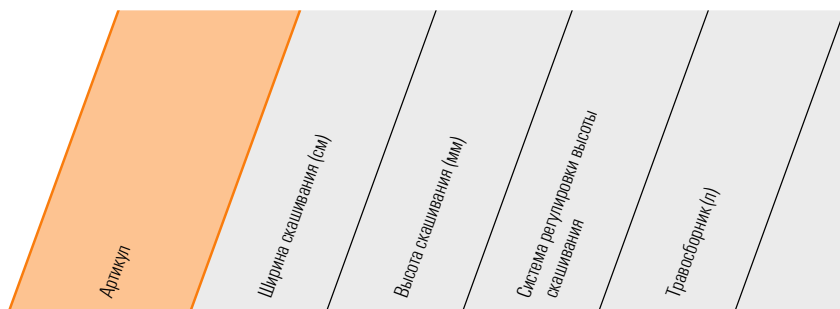 Артикул
Ширина скашивания (см)
Высота скашивания (мм)
Система регулировки высоты
скашивания
Травосборник (л)